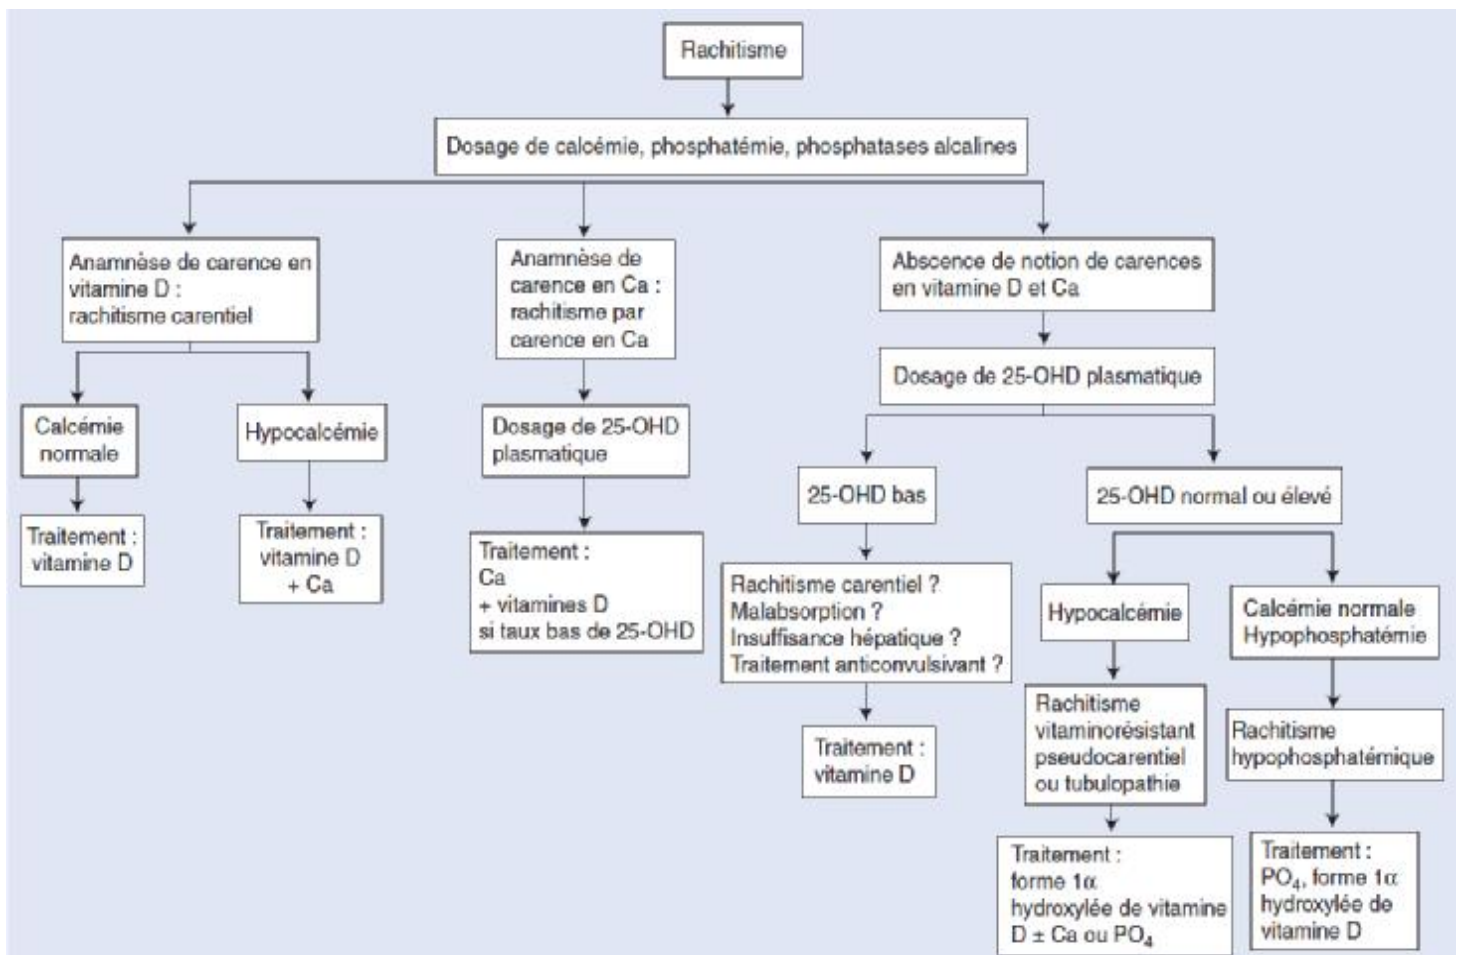 Rachitisme
Dosage de calcémie, phosphatémie, phosphatases alcalines
Anamnèse de carence en
vitamine D :
rachitisme carentiel
Anamnèse de
carence en Ca :
rachitisme par
carence en Ca
Abscence de notion de carences
en vitamine D et Ca
Dosage de 25-OHD plasmatique
Calcémie
normale
Hypocalcémie
Dosage de 25-OHD
plasmatique
25-OHD bas
25-OHD normal ou élevé
Traitement :
vitamine D
Traitement :
vitamine D
+ Ca
Traitement :
Ca
+ vitamines D
si taux bas de 25-OHD
Rachitisme carentiel ?
Malabsorption ?
Insuffisance hépatique ?
Traitement anticonvulsivant ?
Hypocalcémie
Calcémie normale
Hypophosphatémie
Traitement :
vitamine D
Rachitisme
vitaminorésistant
pseudocarentiel
ou tubulopathie
Rachitisme
hypophosphatémique
Traitement :
forme 1α
hydroxylée de vitamine
D ± Ca ou PO₄
Traitement :
PO₄, forme 1α
hydroxylée de
vitamine D